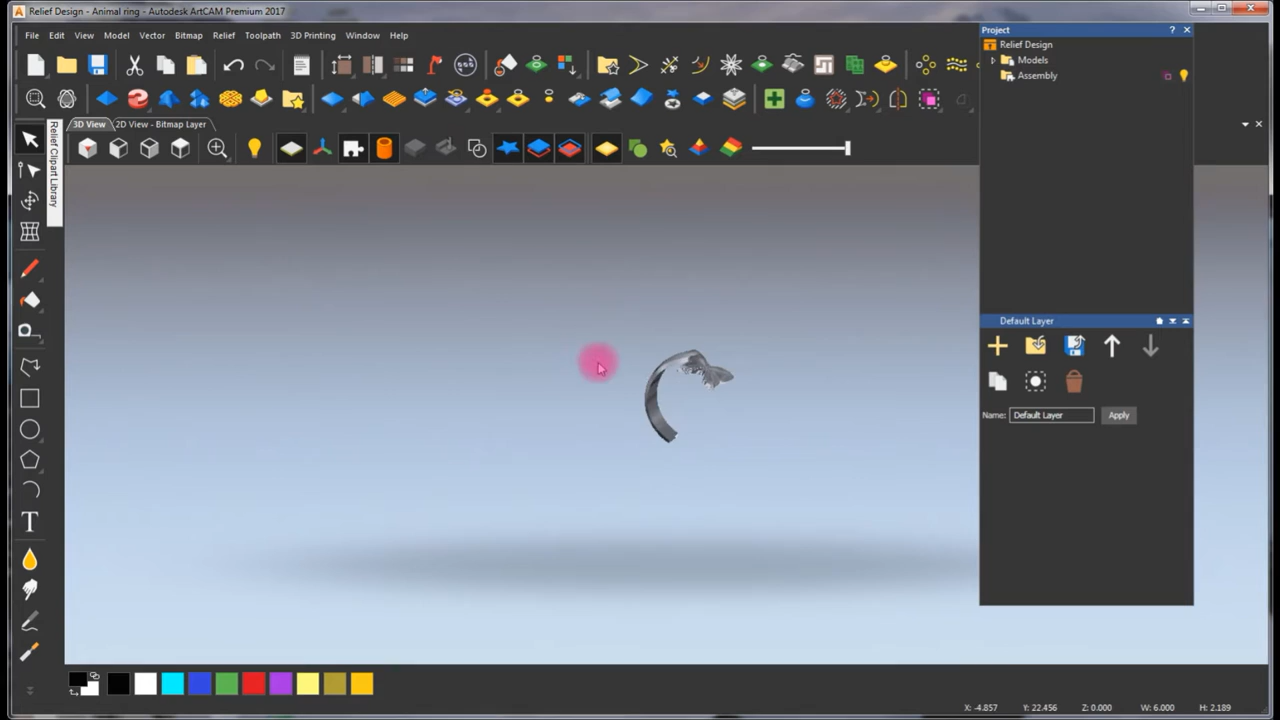 Relief Design - Animal ring - Autodesk ArtCAM Premium 2017
File Edit View Model Vector Bitmap Relief Toolpath 3D Printing Window Help
3D View 2D View - Bitmap Layer
Relief Clipart Library
Project
Relief Design
Models
Assembly
Default Layer
Name: Default Layer Apply
X: -4.857 Y: 22.456 Z: 0.000 W: 6.000 H: 2.189